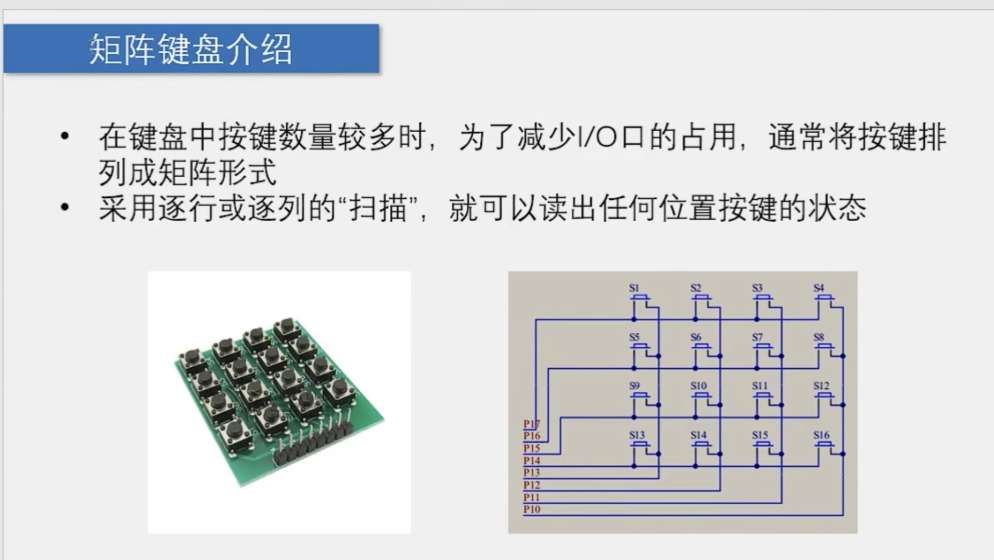 矩阵键盘介绍
• 在键盘中按键数量较多时，为了减少I/O口的占用，通常将按键排
列成矩阵形式
• 采用逐行或逐列的“扫描”，就可以读出任何位置按键的状态
S1 S2 S3 S4
S5 S6 S7 S8
S9 S10 S11 S12
P17
P16
S13 S14 S15 S16
P15
P14
P13
P12
P11
P10